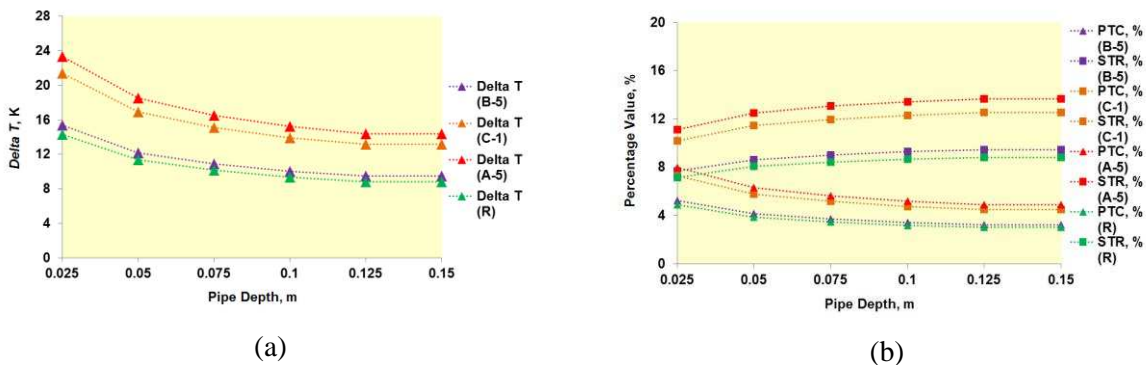 28
24
20
16
12
8
4
0
Delta T, K
0.025 0.05 0.075 0.1 0.125 0.15
Pipe Depth, m
Delta T
(B-5)
Delta T
(C-1)
Delta T
(A-5)
Delta T
(R)
(a)
20
16
12
8
4
0
Percentage Value, %
0.025 0.05 0.075 0.1 0.125 0.15
Pipe Depth, m
PTC, %
(B-5)
STR, %
(B-5)
PTC, %
(C-1)
STR, %
(C-1)
PTC, %
(A-5)
STR, %
(A-5)
PTC, %
(R)
STR, %
(R)
(b)